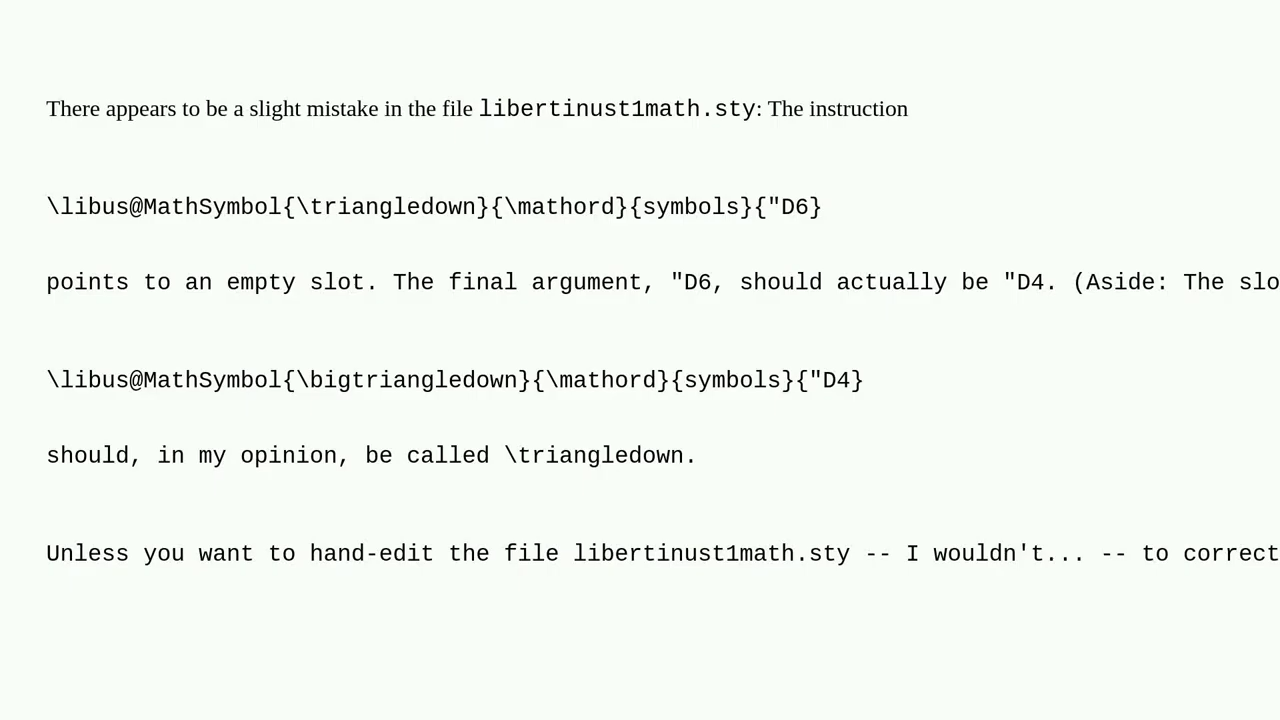 There appears to be a slight mistake in the file libertinust1math.sty: The instruction
\libus@MathSymbol{\triangledown}{\mathord}{symbols}{"D6}
points to an empty slot. The final argument, "D6, should actually be "D4. (Aside: The
\libus@MathSymbol{\bigtriangledown}{\mathord}{symbols}{"D4}
should, in my opinion, be called \triangledown.
Unless you want to hand-edit the file libertinust1math.sty -- I wouldn't... -- to correct